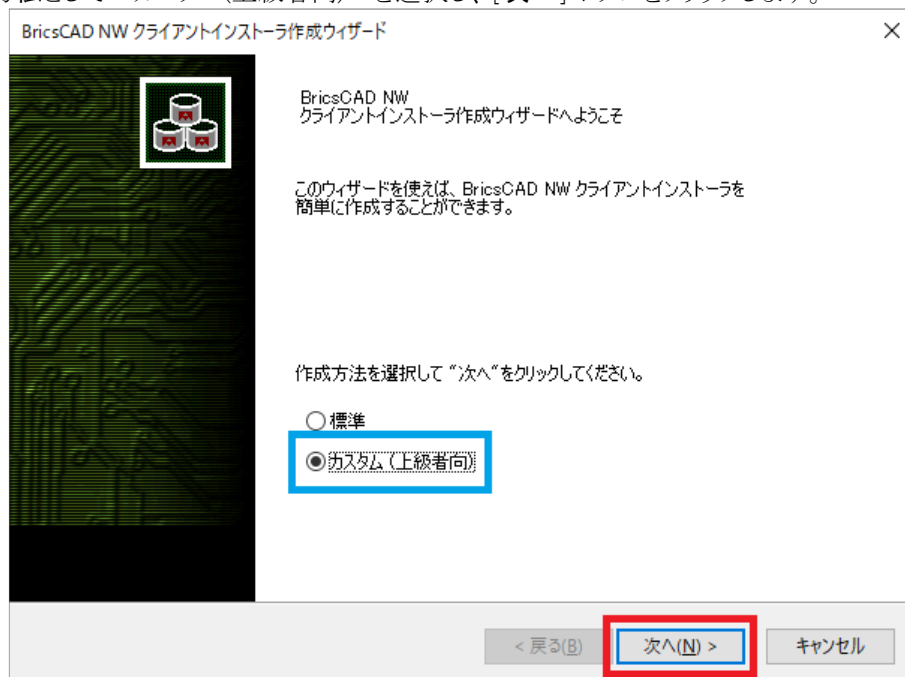 BricsCAD NW クライアントインストーラ作成ウィザード
BricsCAD NW
クライアントインストーラ作成ウィザードへようこそ
このウィザードを使えば、BricsCAD NW クライアントインストーラを
簡単に作成することができます。
作成方法を選択して "次へ"をクリックしてください。
標準
カスタム (上級者向)
< 戻る(B)
次へ(N) >
キャンセル